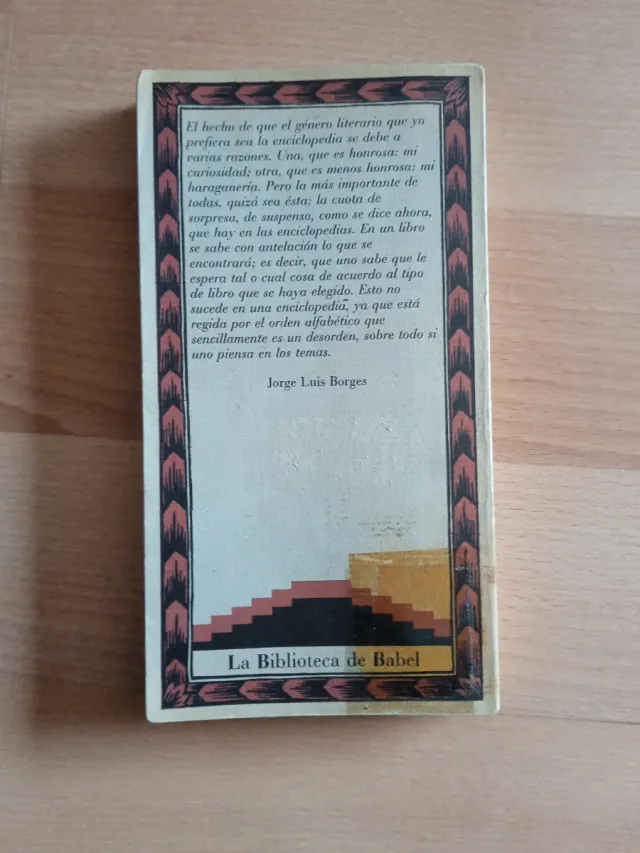 El hecho de que el género literario que yo
prefiera sea la enciclopedia se debe a
varias razones. Una, que es honrosa: mi
curiosidad; otra, que es menos honrosa: mi
haraganería. Pero la más importante de
todas, quizá sea ésta: la cuota de
sorpresa, de suspenso, como se dice ahora,
que hay en las enciclopedias. En un libro
se sabe con antelación lo que se
encontrará; es decir, que uno sabe que le
espera tal o cual cosa de acuerdo al tipo
de libro que se haya elegido. Esto no
sucede en una enciclopedia, ya que está
regida por el orden alfabético que
sencillamente es un desorden, sobre todo si
uno piensa en los temas.
Jorge Luis Borges
La Biblioteca de Babel